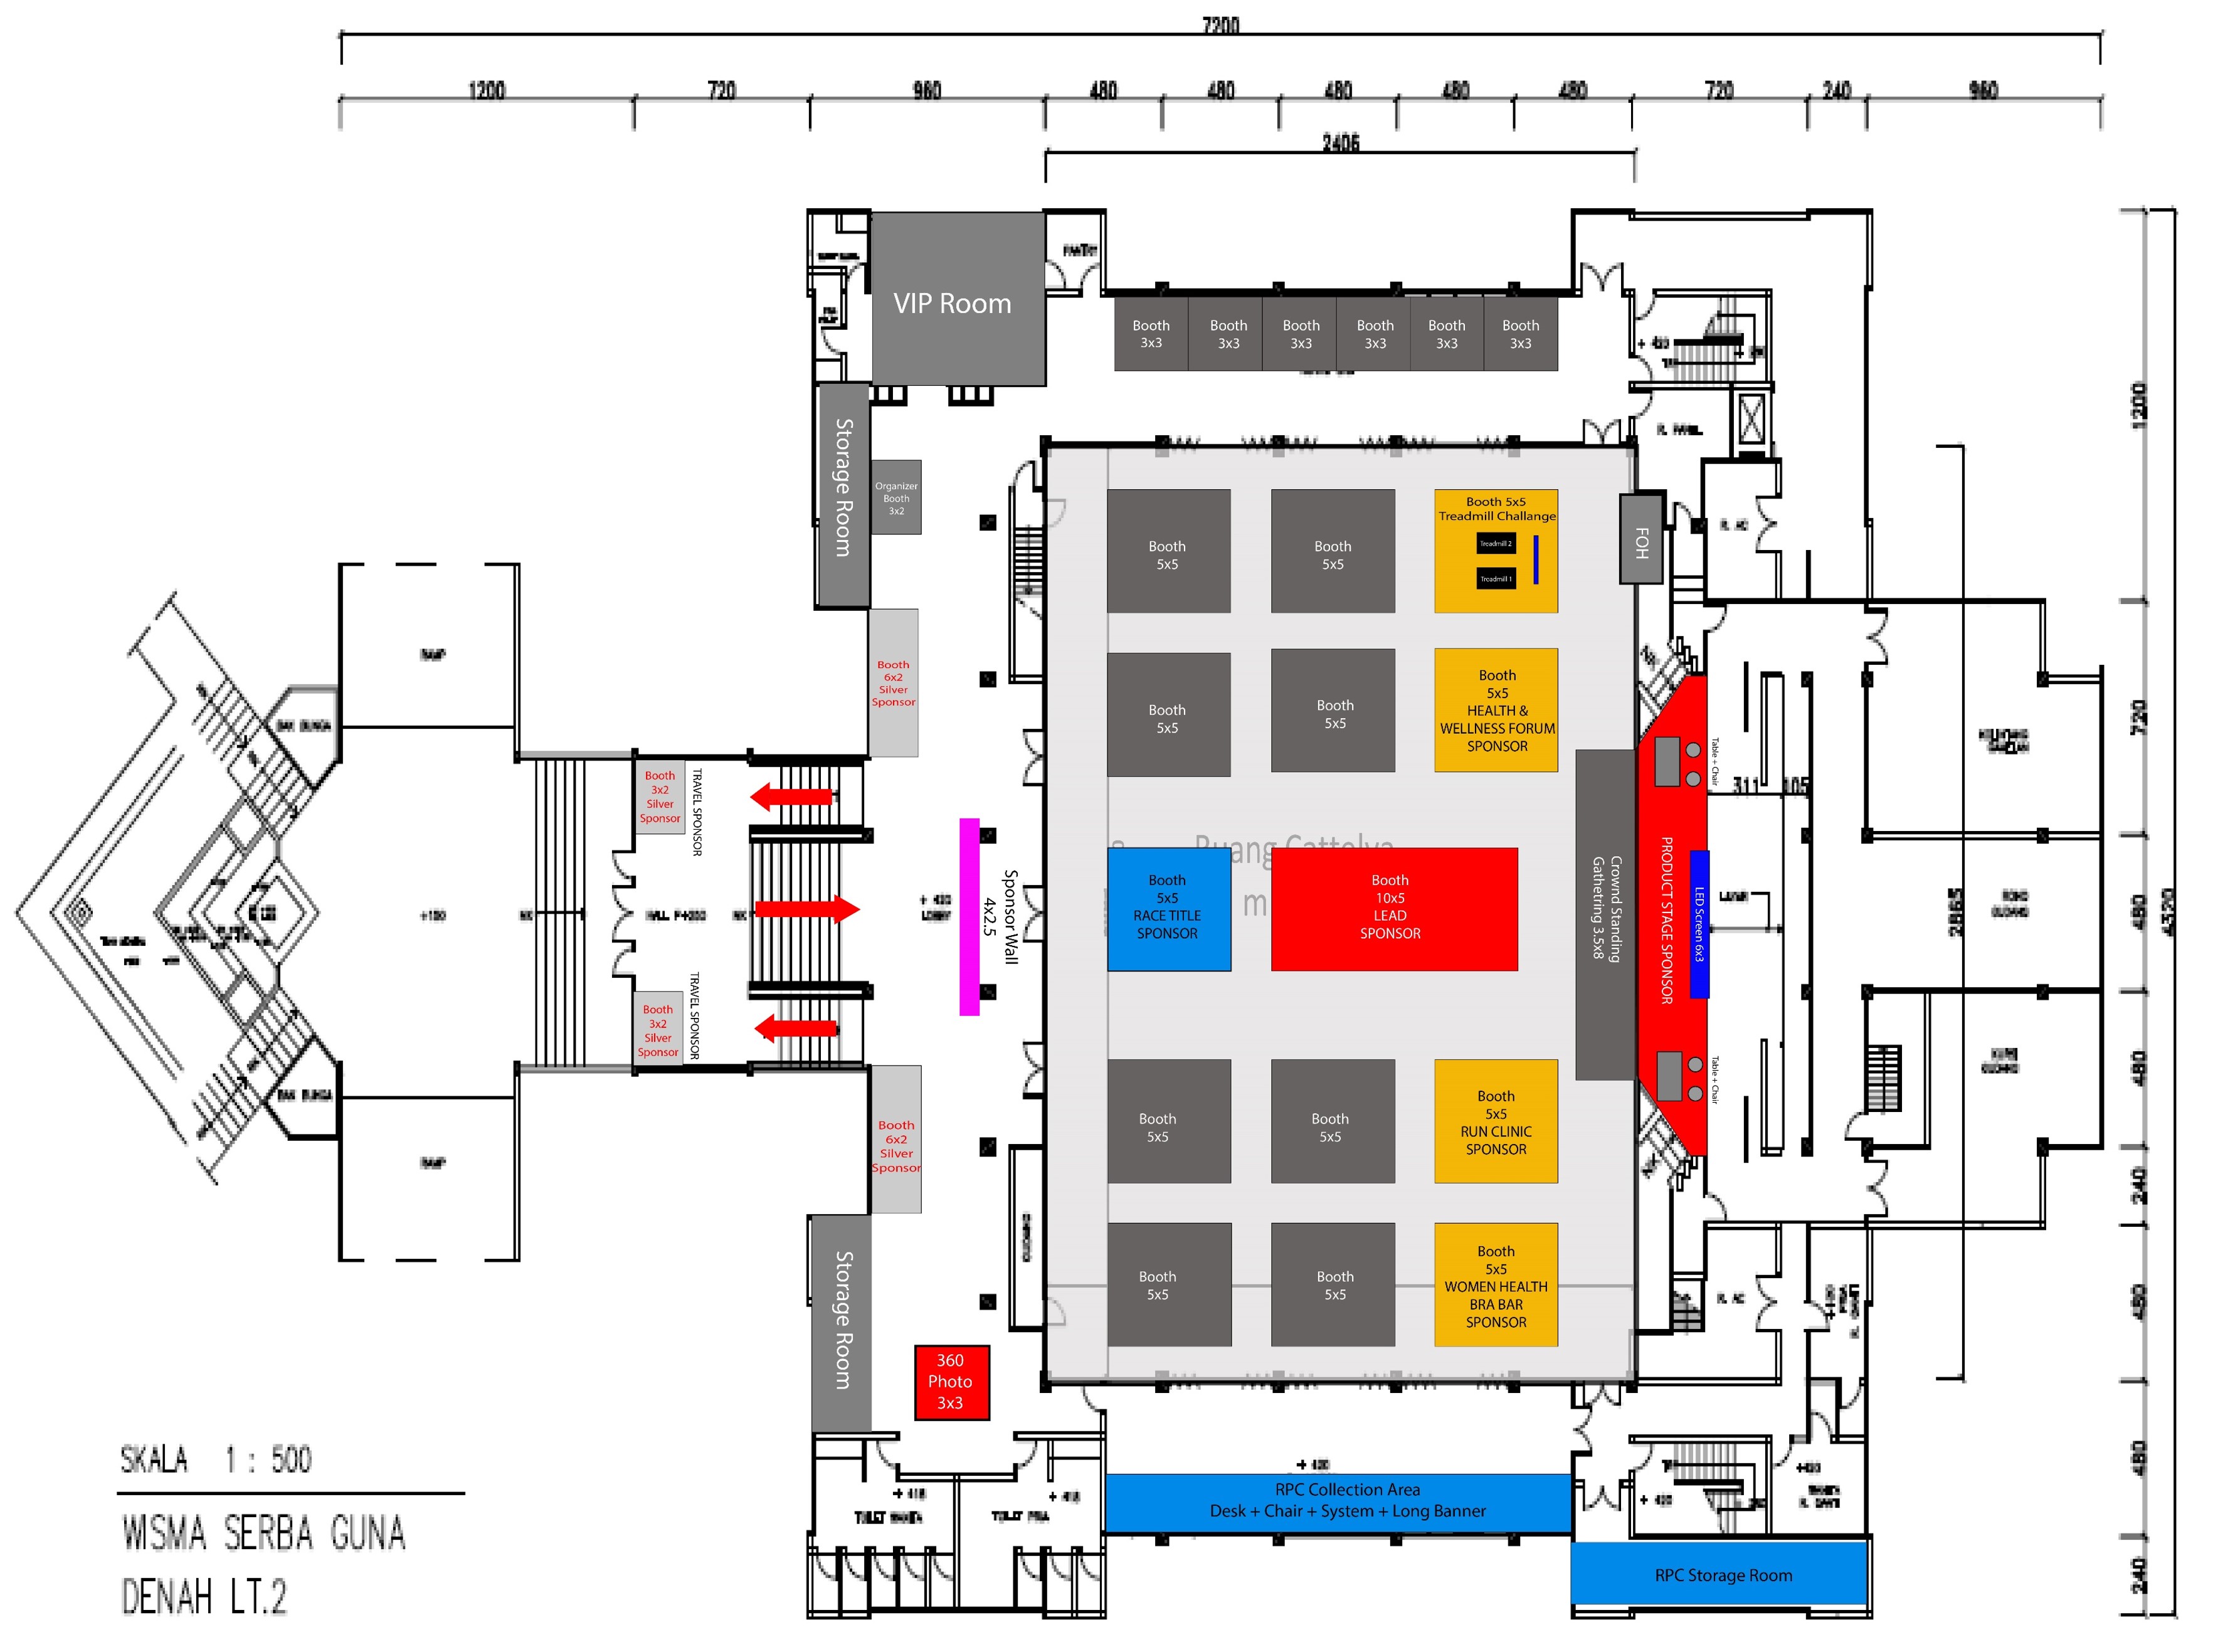 7200
1200
720
960
480
480
480
480
480
720
240
960
2406
VIP Room
PANTRY
Booth
3x3
Booth
3x3
Booth
3x3
Booth
3x3
Booth
3x3
Booth
3x3
1200
Storage Room
Organizer
Booth
3x2
Booth
5x5
Booth
5x5
Booth 5x5
Treadmill Challange
Treadmill 2
Treadmill 1
FOH
Booth
6x2
Silver
Sponsor
Booth
5x5
Booth
5x5
Booth
5x5
HEALTH &
WELLNESS FORUM
SPONSOR
720
Booth
3x2
Silver
Sponsor
TRAVEL SPONSOR
Table + Chair
Ruang Cattelya
Sponsor Wall
4x2.5
Booth
5x5
RACE TITLE
SPONSOR
Booth
10x5
LEAD
SPONSOR
Crownd Standing
Gathetring 3.5x8
PRODUCT STAGE SPONSOR
LED Screen 6x3
2865
480
4320
Booth
3x2
Silver
Sponsor
TRAVEL SPONSOR
Table + Chair
480
Booth
6x2
Silver
Sponsor
Booth
5x5
Booth
5x5
Booth
5x5
RUN CLINIC
SPONSOR
240
Storage Room
GUDANG
Booth
5x5
Booth
5x5
Booth
5x5
WOMEN HEALTH
BRA BAR
SPONSOR
480
360
Photo
3x3
480
RPC Collection Area
Desk + Chair + System + Long Banner
RPC Storage Room
240
SKALA 1 : 500
WISMA SERBA GUNA
DENAH LT.2